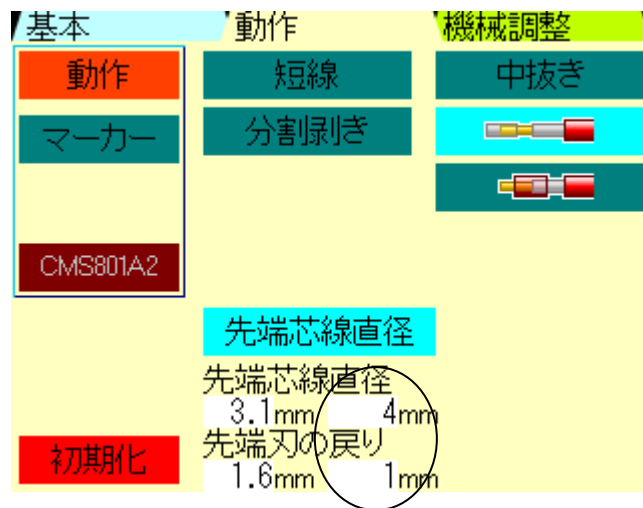 基本
動作
機械調整
動作
短線
中抜き
マーカー
分割剥き
CMS801A2
先端芯線直径
先端芯線直径
3.1mm 4mm
先端刃の戻り
初期化
1.6mm 1mm